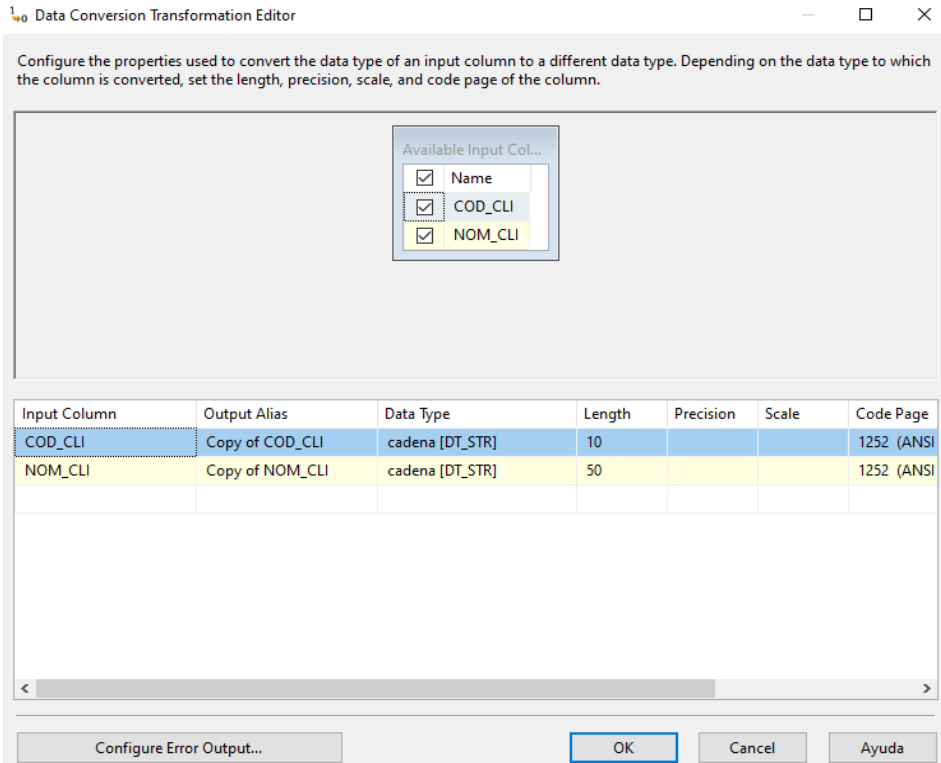 Data Conversion Transformation Editor
Configure the properties used to convert the data type of an input column to a different data type. Depending on the data type to which
the column is converted, set the length, precision, scale, and code page of the column.
Available Input Col...
Name
COD_CLI
NOM_CLI
Input Column Output Alias Data Type Length Precision Scale Code Page
COD_CLI Copy of COD_CLI cadena [DT_STR] 10 1252 (ANSI
NOM_CLI Copy of NOM_CLI cadena [DT_STR] 50 1252 (ANSI
Configure Error Output... OK Cancel Ayuda